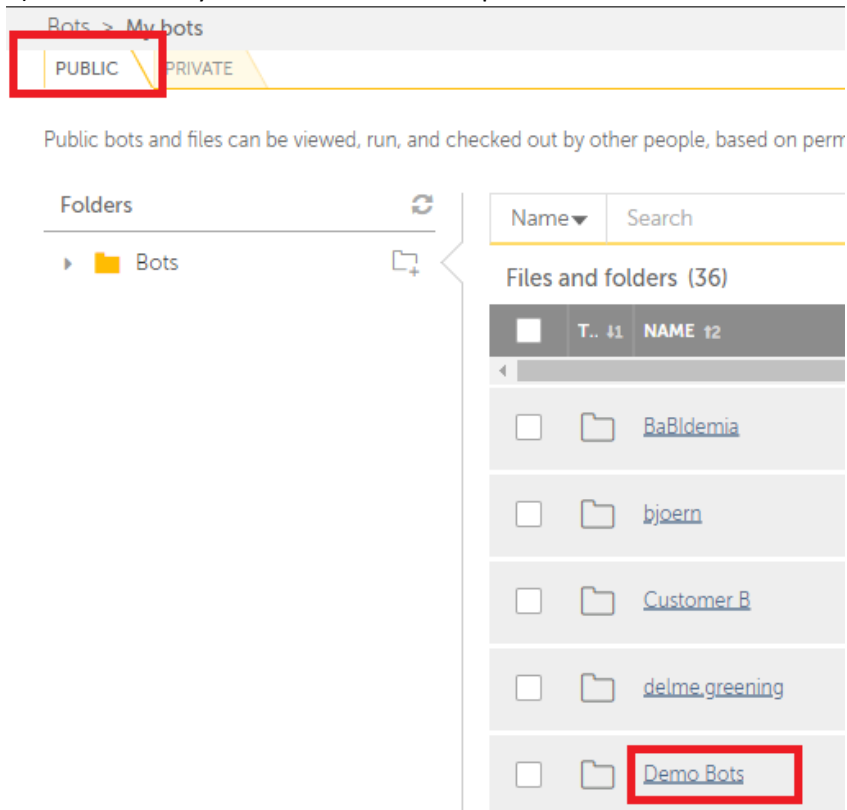 Bots > My bots
PUBLIC PRIVATE
Public bots and files can be viewed, run, and checked out by other people, based on perm
Folders
Bots
Name Search
Files and folders (36)
T.. 1 NAME 2
BaBIdemia
bjoern
Customer B
delme.greening
Demo Bots